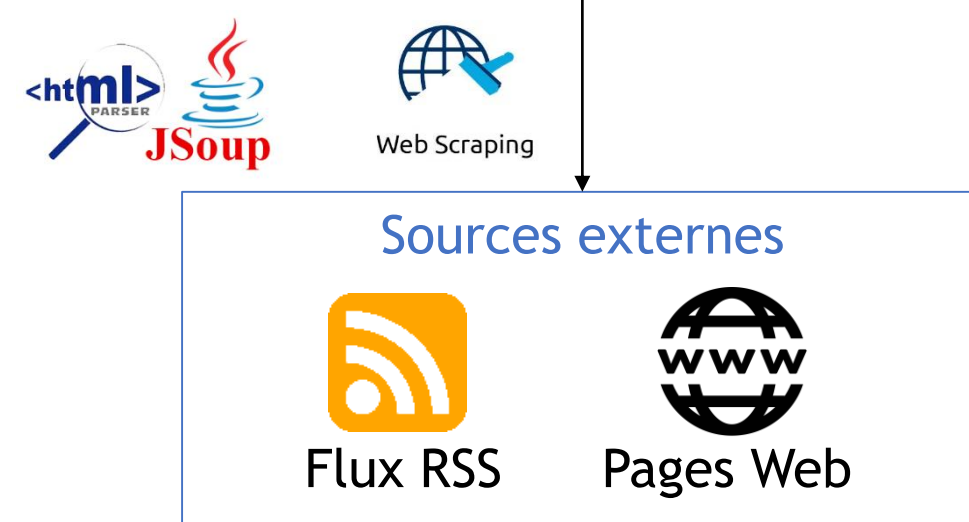 <html>
PARSER
JSoup
Web Scraping
Sources externes
www
Flux RSS
Pages Web